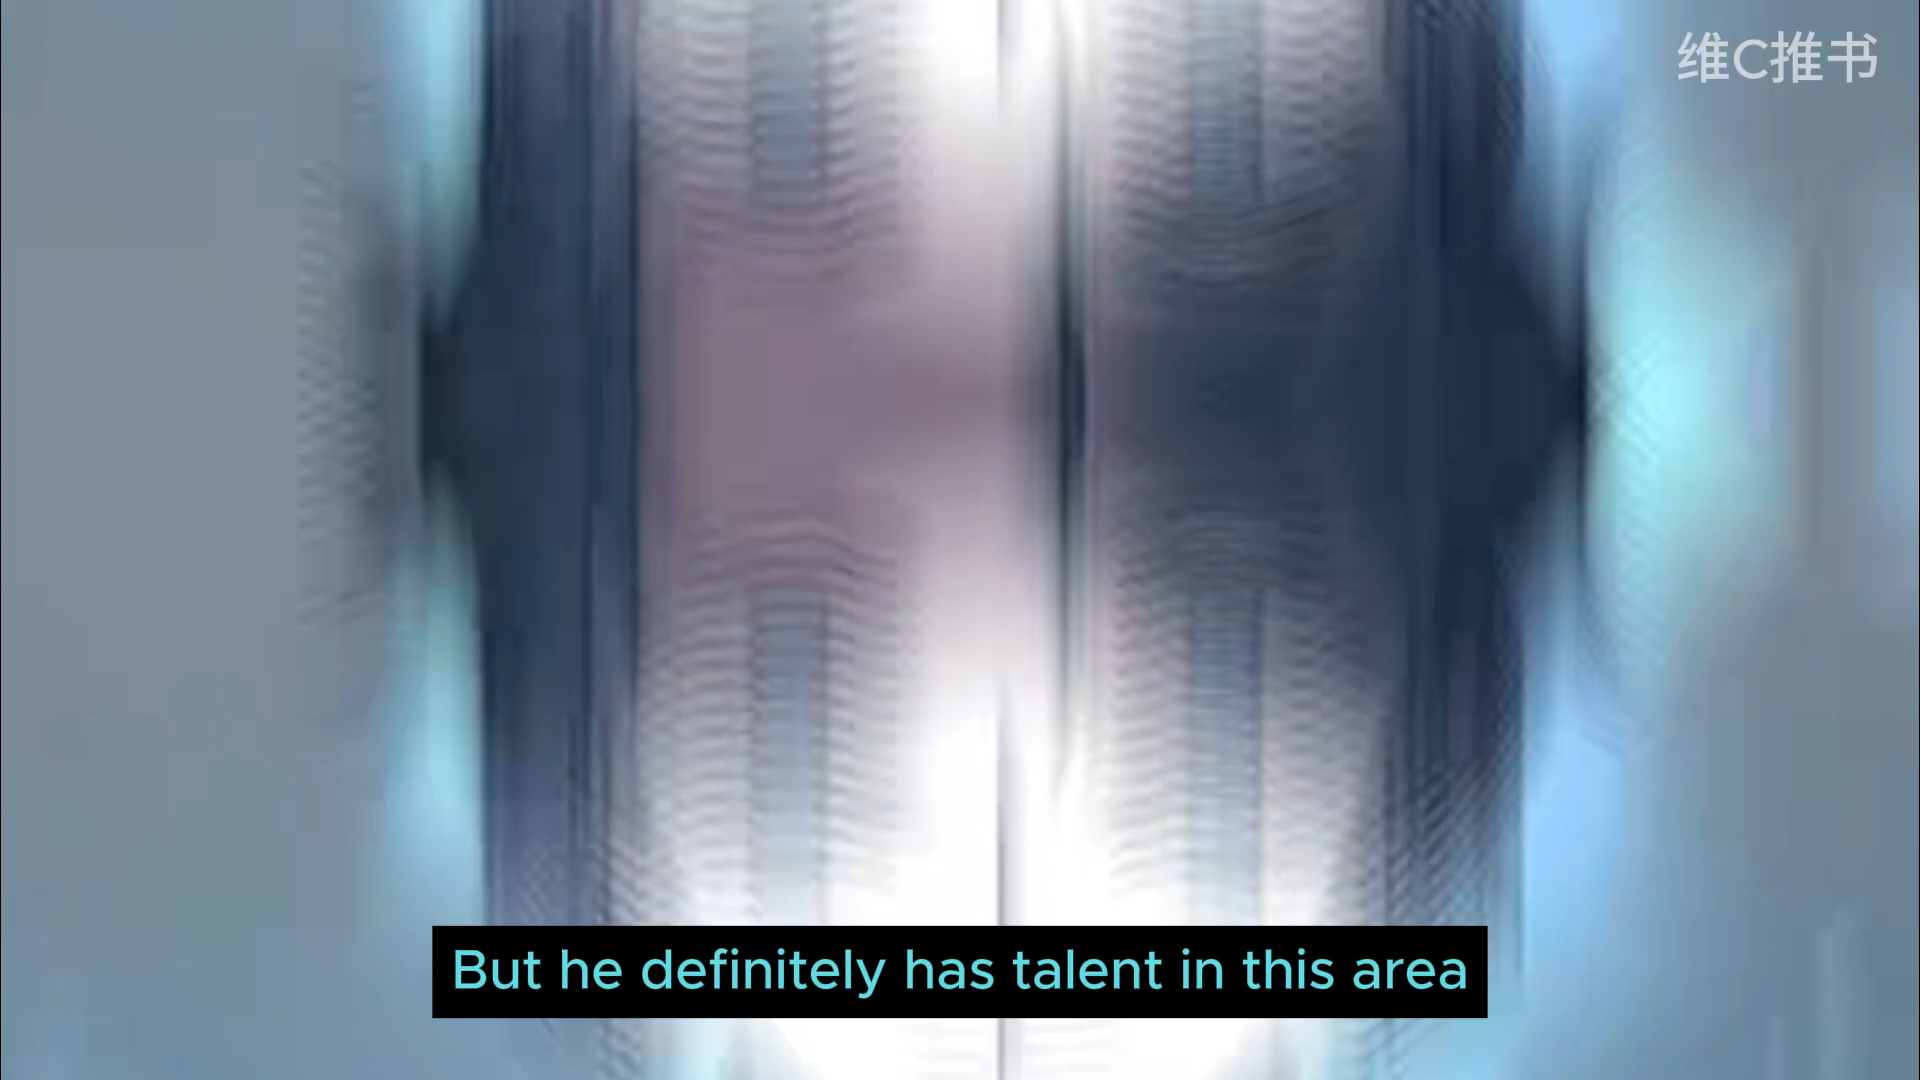 维C推书
But he definitely has talent in this area